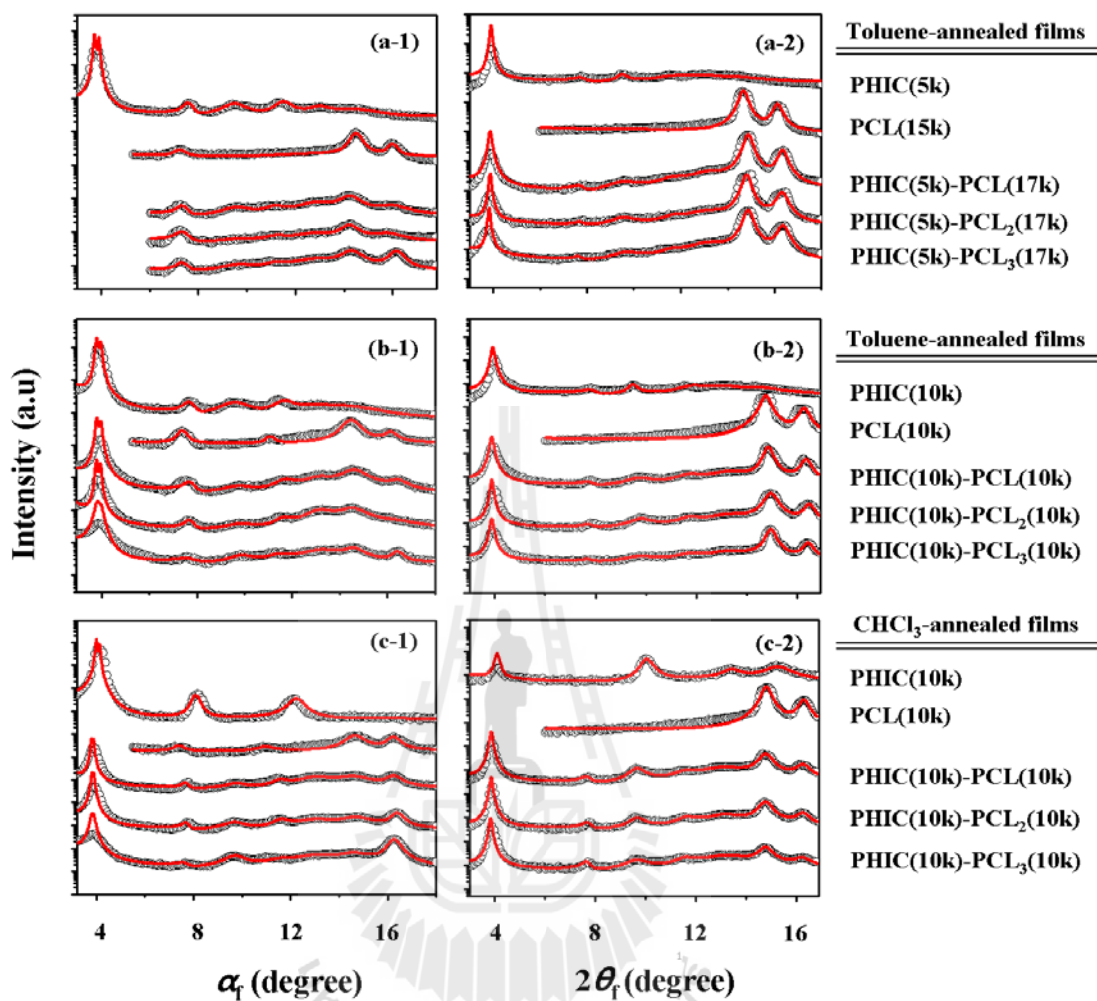 (a-1)
(a-2)
Toluene-annealed films
PHIC(5k)
PCL(15k)
PHIC(5k)-PCL(17k)
PHIC(5k)-PCL₂(17k)
PHIC(5k)-PCL₃(17k)
(b-1)
(b-2)
Toluene-annealed films
PHIC(10k)
PCL(10k)
PHIC(10k)-PCL(10k)
PHIC(10k)-PCL₂(10k)
PHIC(10k)-PCL₃(10k)
Intensity (a.u)
(c-1)
(c-2)
CHCl₃-annealed films
PHIC(10k)
PCL(10k)
PHIC(10k)-PCL(10k)
PHIC(10k)-PCL₂(10k)
PHIC(10k)-PCL₃(10k)
4 8 12 16
4 8 12 16
α_f (degree)
2θ_f (degree)